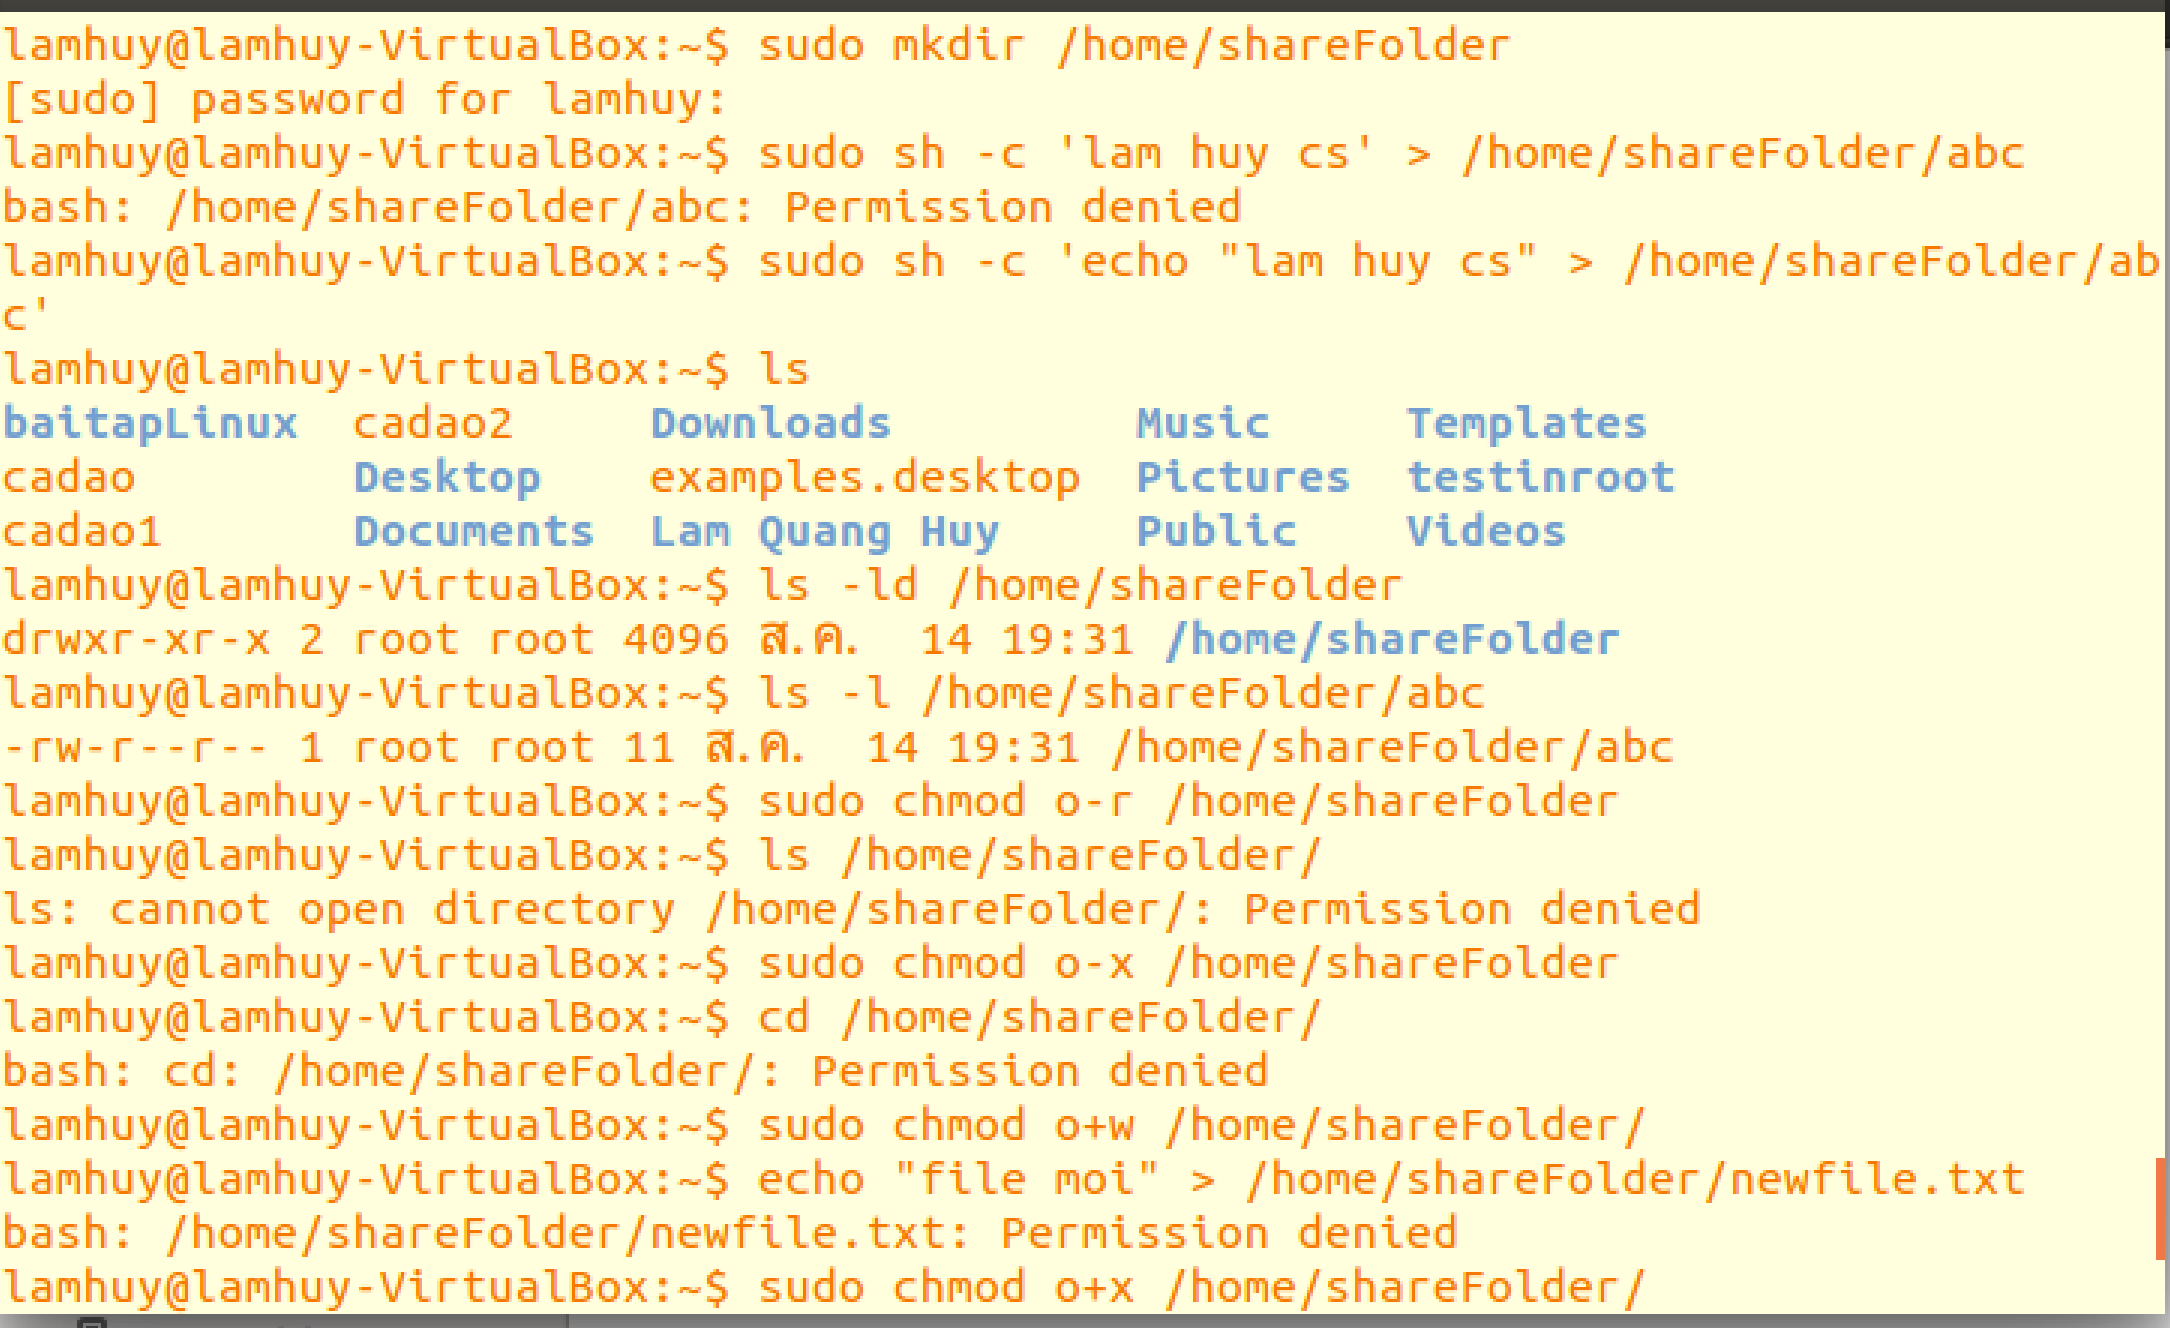 lamhuy@lamhuy-VirtualBox:~$ sudo mkdir /home/shareFolder
[sudo] password for lamhuy:
lamhuy@lamhuy-VirtualBox:~$ sudo sh -c 'lam huy cs' > /home/shareFolder/abc
bash: /home/shareFolder/abc: Permission denied
lamhuy@lamhuy-VirtualBox:~$ sudo sh -c 'echo "lam huy cs" > /home/shareFolder/ab
c'
lamhuy@lamhuy-VirtualBox:~$ ls
baitapLinux  cadao2     Downloads         Music     Templates
cadao        Desktop    examples.desktop  Pictures  testinroot
cadao1       Documents  Lam Quang Huy     Public    Videos
lamhuy@lamhuy-VirtualBox:~$ ls -ld /home/shareFolder
drwxr-xr-x 2 root root 4096 ส.ค.  14 19:31 /home/shareFolder
lamhuy@lamhuy-VirtualBox:~$ ls -l /home/shareFolder/abc
-rw-r--r-- 1 root root 11 ส.ค.  14 19:31 /home/shareFolder/abc
lamhuy@lamhuy-VirtualBox:~$ sudo chmod o-r /home/shareFolder
lamhuy@lamhuy-VirtualBox:~$ ls /home/shareFolder/
ls: cannot open directory /home/shareFolder/: Permission denied
lamhuy@lamhuy-VirtualBox:~$ sudo chmod o-x /home/shareFolder
lamhuy@lamhuy-VirtualBox:~$ cd /home/shareFolder/
bash: cd: /home/shareFolder/: Permission denied
lamhuy@lamhuy-VirtualBox:~$ sudo chmod o+w /home/shareFolder/
lamhuy@lamhuy-VirtualBox:~$ echo "file moi" > /home/shareFolder/newfile.txt
bash: /home/shareFolder/newfile.txt: Permission denied
lamhuy@lamhuy-VirtualBox:~$ sudo chmod o+x /home/shareFolder/